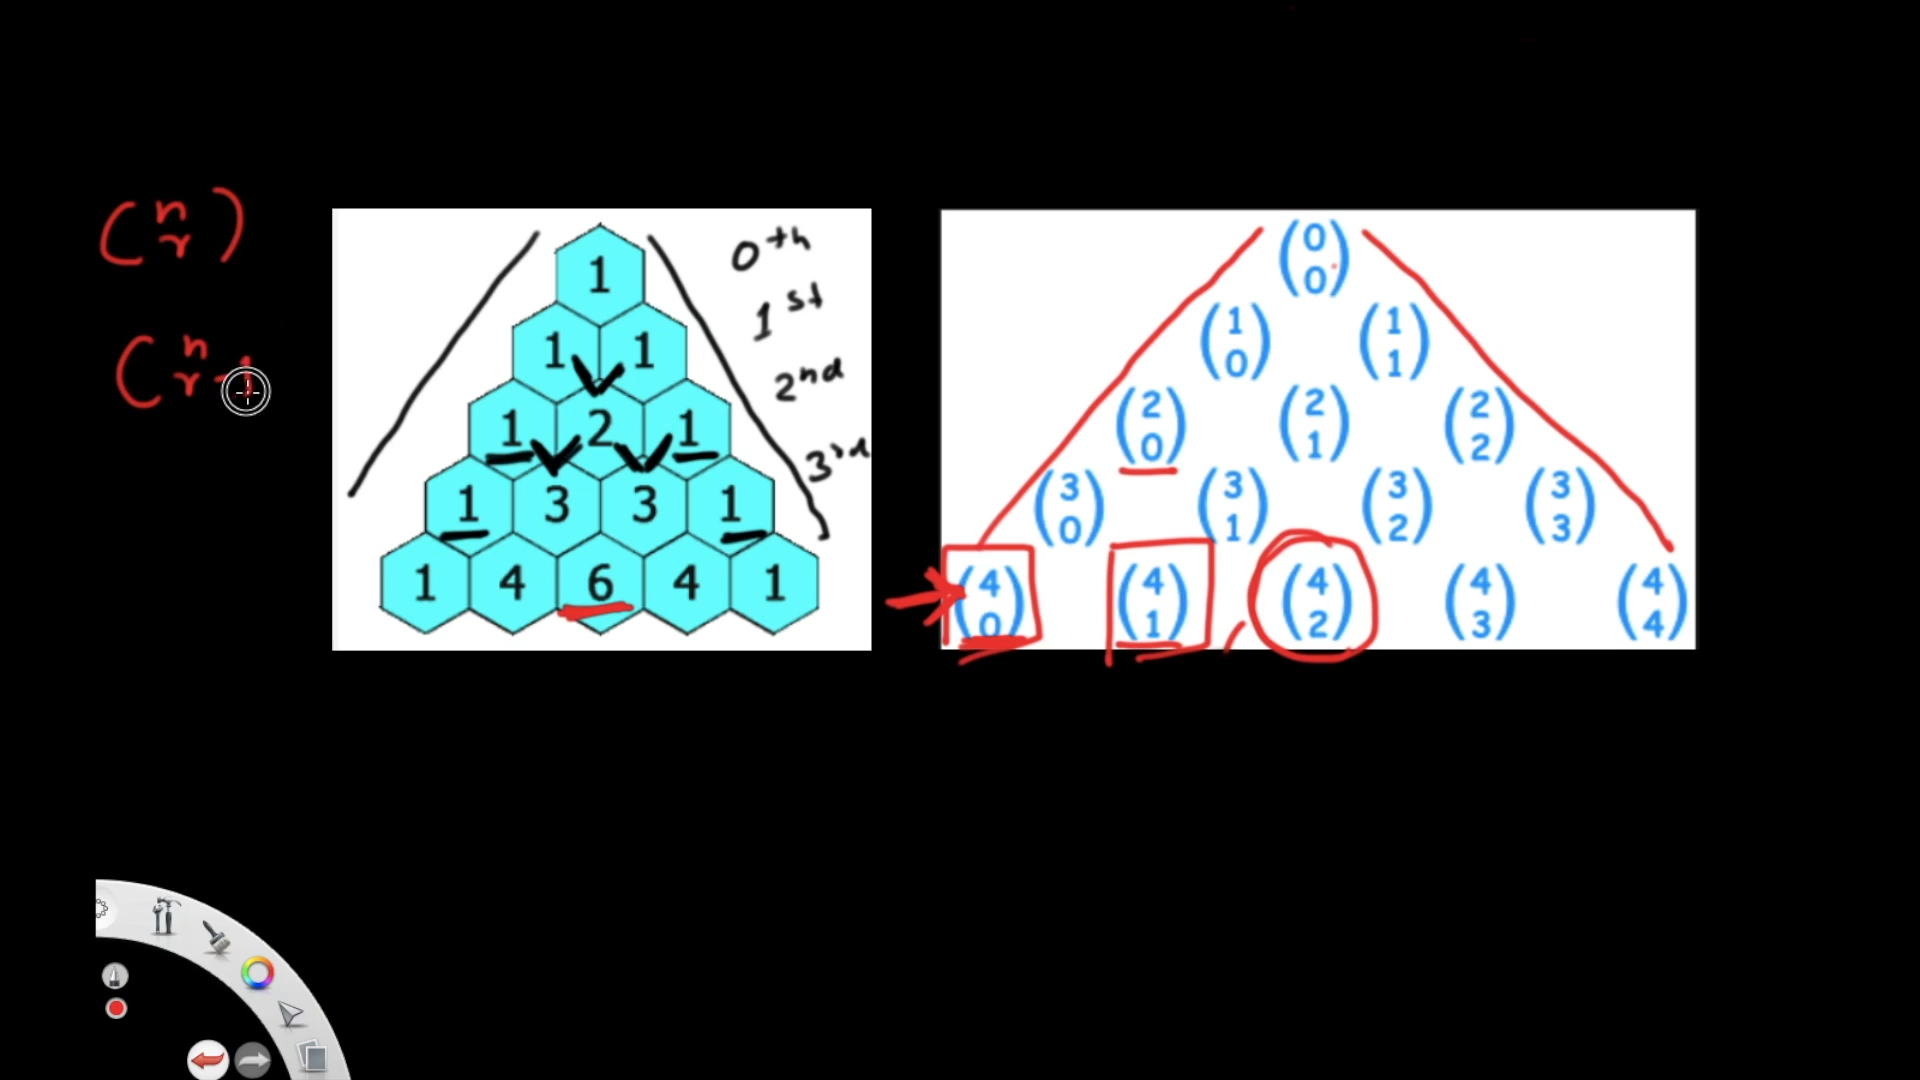 ( n r )
( n r-1
1
1 1
1 2 1
1 3 3 1
1 4 6 4 1
0th
1st
2nd
3rd
(0 0)
(1 0) (1 1)
(2 0) (2 1) (2 2)
(3 0) (3 1) (3 2) (3 3)
(4 0) (4 1) (4 2) (4 3) (4 4)